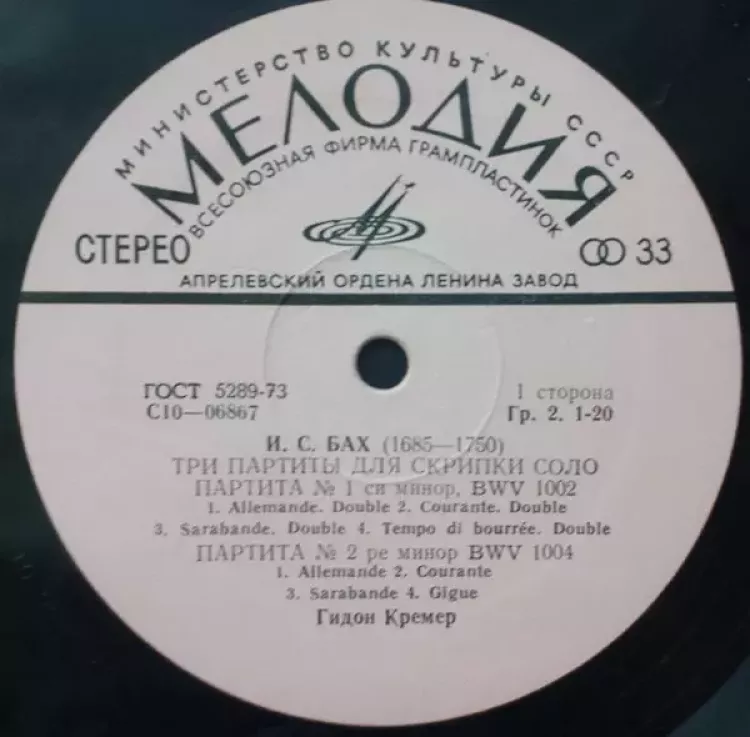 МИНИСТЕРСТВО КУЛЬТУРЫ СССР
МЕЛОДИЯ
ВСЕСОЮЗНАЯ ФИРМА ГРАМПЛАСТИНОК
СТЕРЕО
33
АПРЕЛЕВСКИЙ ОРДЕНА ЛЕНИНА ЗАВОД
ГОСТ 5289-73
1 сторона
С10—06867
Гр. 2. 1-20
И. С. БАХ (1685—1750)
ТРИ ПАРТИТЫ ДЛЯ СКРИПКИ СОЛО
ПАРТИТА № 1 си минор, BWV 1002
1. Allemande. Double 2. Courante. Double
3. Sarabande. Double 4. Tempo di bourrée. Double
ПАРТИТА № 2 ре минор BWV 1004
1. Allemande 2. Courante
3. Sarabande 4. Gigue
Гидон Кремер